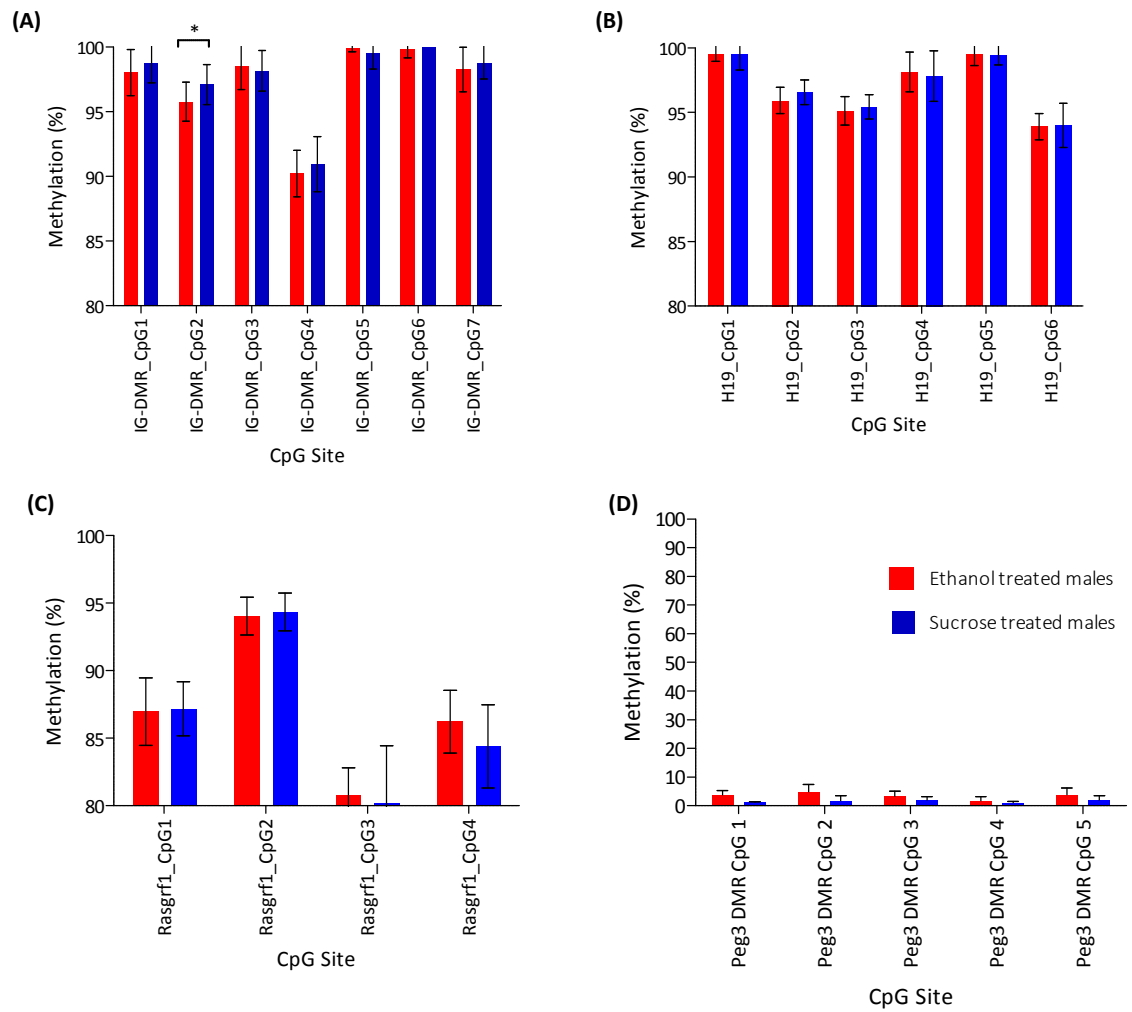 (A)
*
100
95
90
85
80
Methylation (%)
IG-DMR_CpG1
IG-DMR_CpG2
IG-DMR_CpG3
IG-DMR_CpG4
IG-DMR_CpG5
IG-DMR_CpG6
IG-DMR_CpG7
CpG Site
(B)
100
95
90
85
80
Methylation (%)
H19_CpG1
H19_CpG2
H19_CpG3
H19_CpG4
H19_CpG5
H19_CpG6
CpG Site
(C)
100
95
90
85
80
Methylation (%)
Rasgrf1_CpG1
Rasgrf1_CpG2
Rasgrf1_CpG3
Rasgrf1_CpG4
CpG Site
(D)
100
100
90
80
70
60
50
40
30
20
10
0
Methylation (%)
Ethanol treated males
Sucrose treated males
Peg3 DMR CpG 1
Peg3 DMR CpG 2
Peg3 DMR CpG 3
Peg3 DMR CpG 4
Peg3 DMR CpG 5
CpG Site